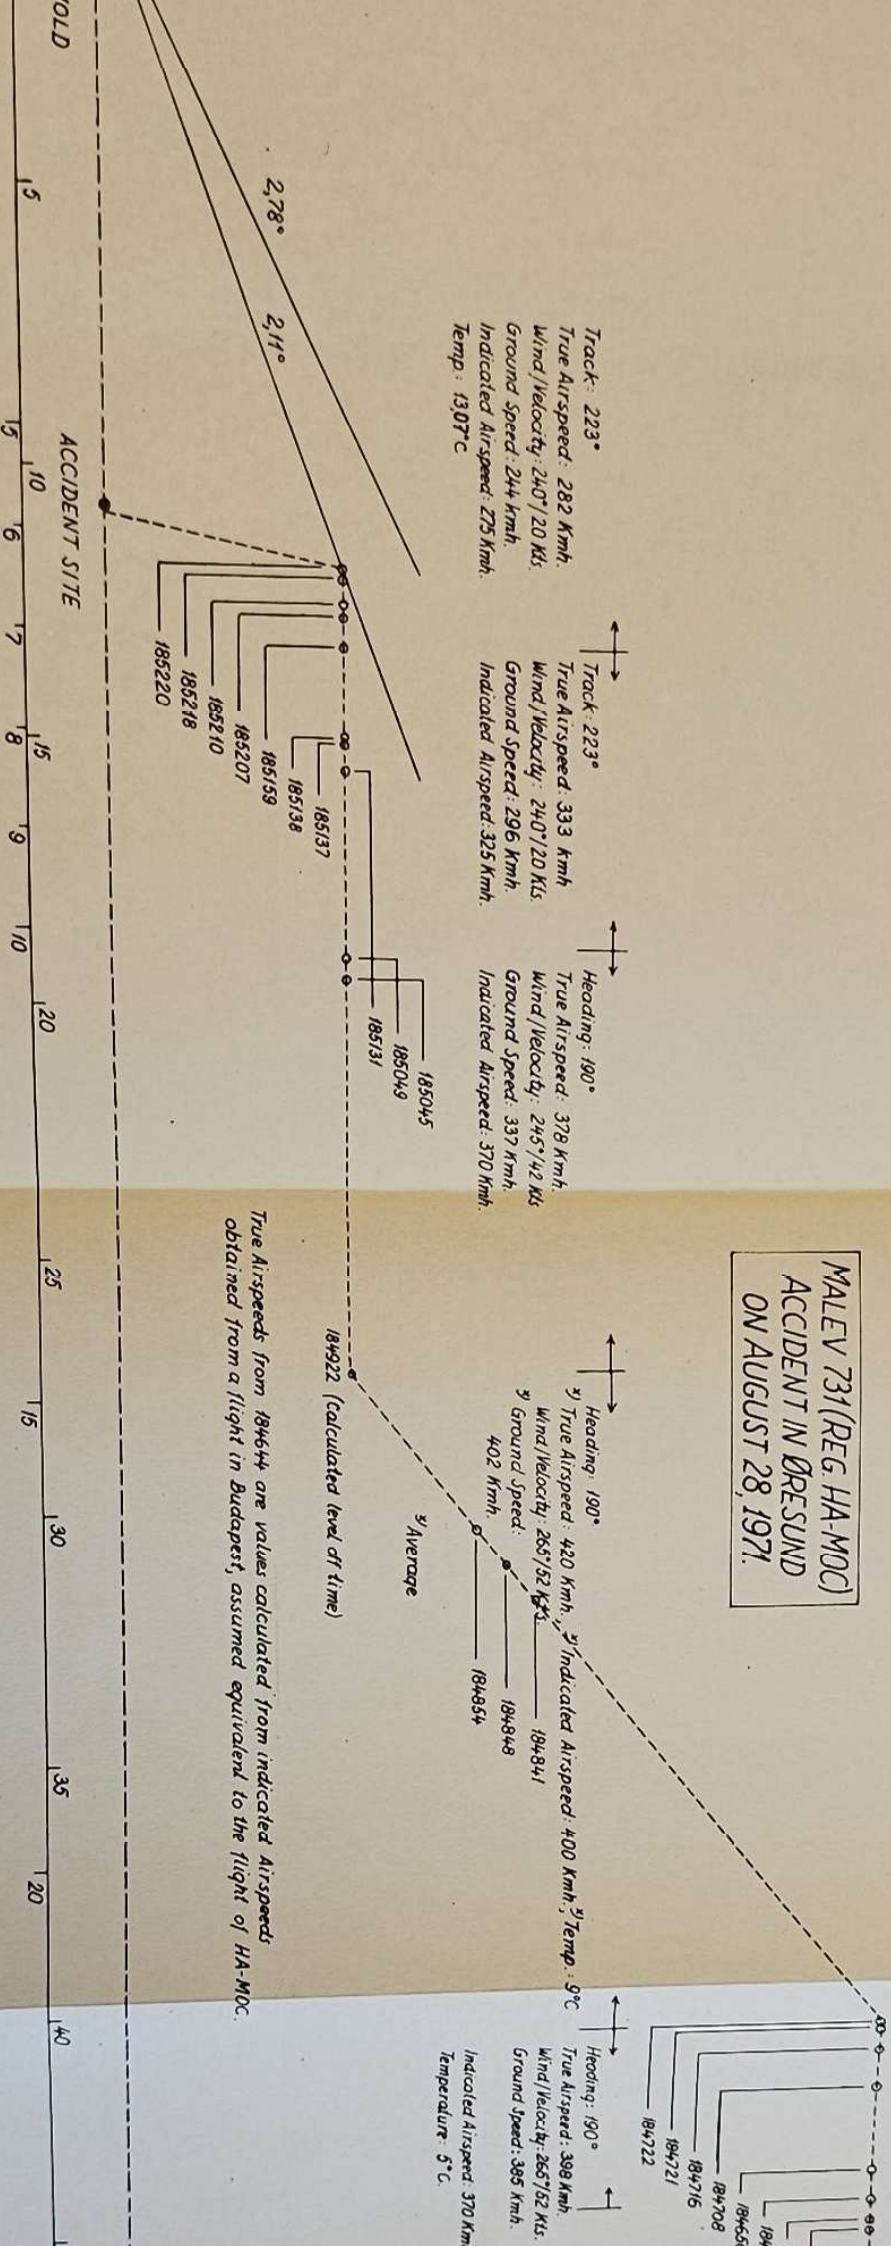 MALEV 731 (REG. HA-MOC)
ACCIDENT IN ØRESUND
ON AUGUST 28, 1971.
2,78°
2,11°
Track: 223°
True Airspeed: 282 Kmh.
Wind/Velocity: 240°/20 Kts.
Ground Speed: 244 kmh.
Indicated Airspeed: 275 Kmh.
Temp: 13,07°C
Track: 223°
True Airspeed: 333 kmh
Wind/Velocity: 240°/20 Kts.
Ground Speed: 296 Kmh.
Indicated Airspeed: 325 Kmh.
Heading: 190°
True Airspeed: 378 Kmh.
Wind/Velocity: 245°/42 Kts
Ground Speed: 337 Kmh.
Indicated Airspeed: 370 Kmh.
Heading: 190°
x) True Airspeed: 420 Kmh., x) Indicated Airspeed: 400 Kmh., x) Temp.: 9°C
Wind/Velocity: 265°/52 Kts.
x) Ground Speed:
402 Kmh.
x) Average
Heading: 190°
True Airspeed: 398 Kmh.
Wind/Velocity: 265°/52 Kts.
Ground Speed: 385 Kmh.
Indicated Airspeed: 370 Km
Temperature: 5°C.
184708
184716
184721
184722
184841
184848
184854
184922 (Calculated level off time)
185045
185049
185131
185137
185138
185159
185207
185210
185218
185220
True Airspeeds from 184644 are values calculated from indicated Airspeeds
obtained from a flight in Budapest, assumed equivalent to the flight of HA-MOC.
ACCIDENT SITE
5 10 15 20 25 30 35 40
5 6 7 8 9 10 15 20